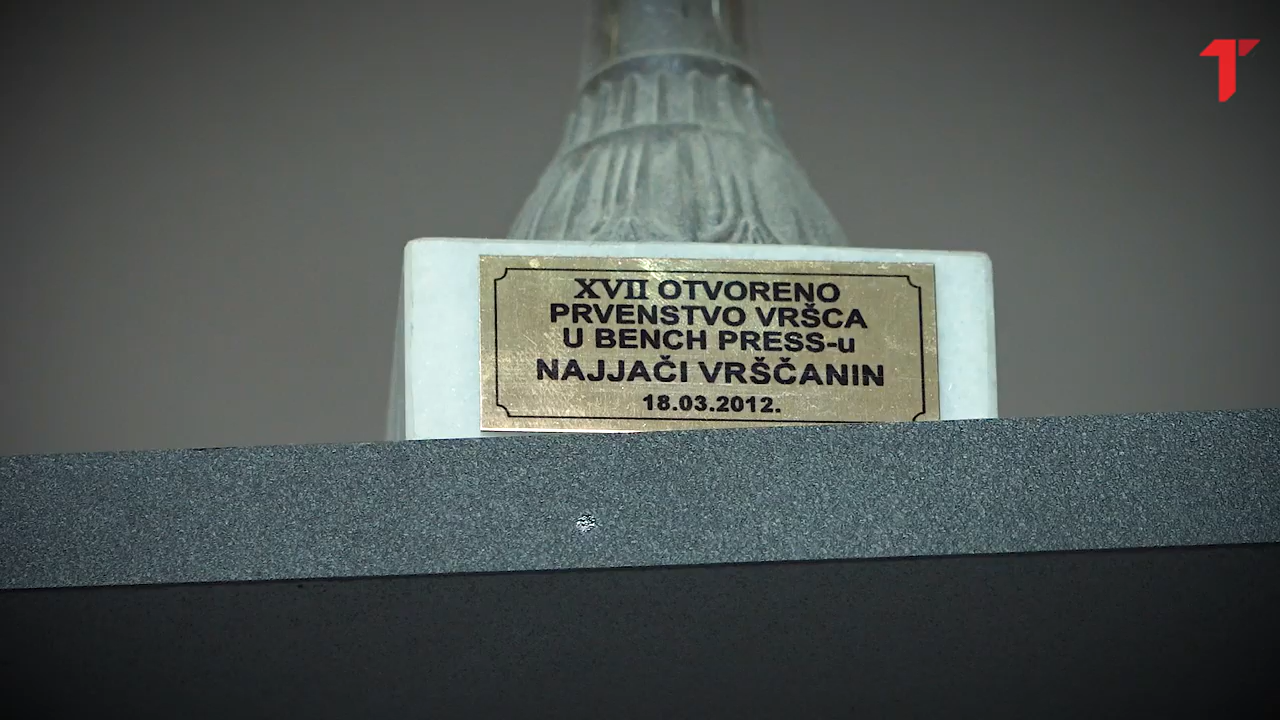 XVII OTVORENO
PRVENSTVO VRŠCA
U BENCH PRESS-u
NAJJAČI VRŠČANIN
18.03.2012.